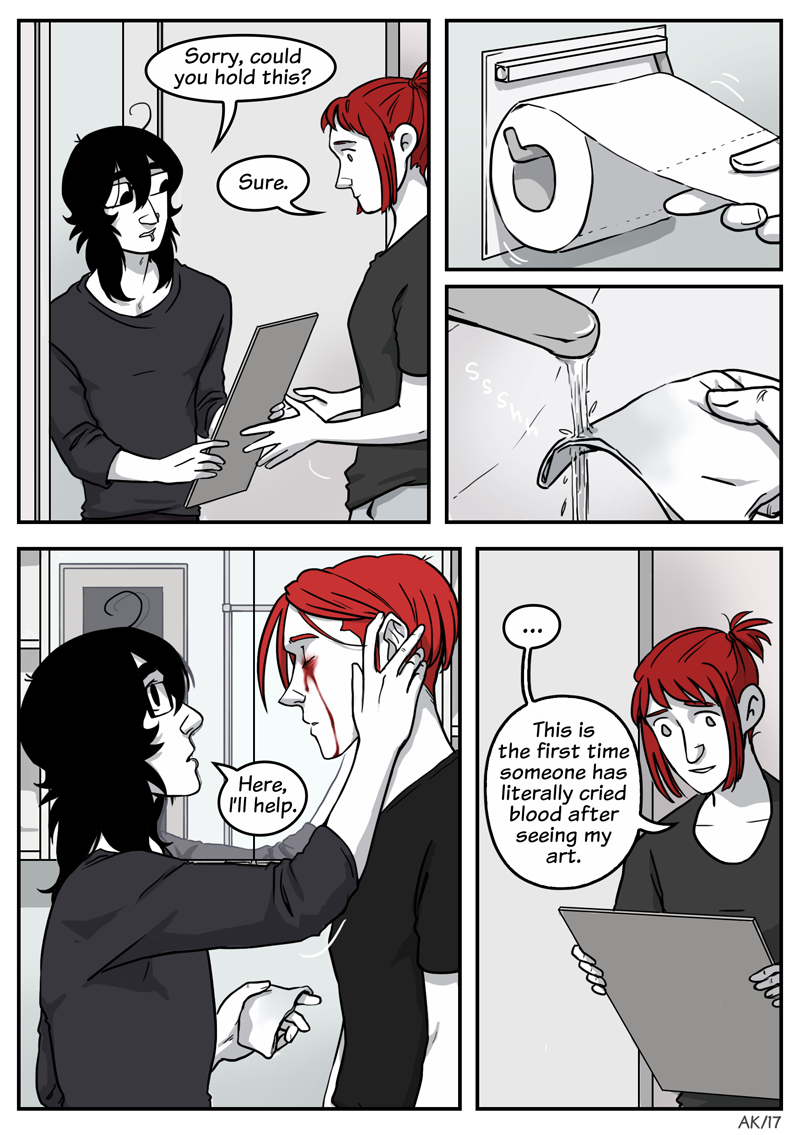 Sorry, could
you hold this?
Sure.
SSSShh
Here,
I'll help.
...
This is
the first time
someone has
literally cried
blood after
seeing my
art.
AK/17